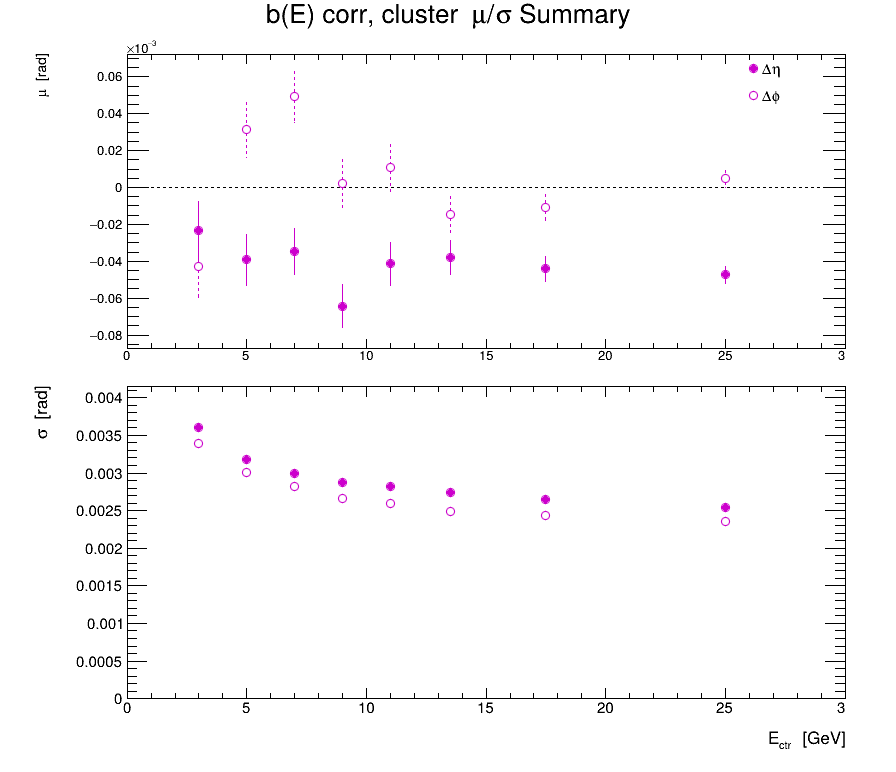 b(E) corr, cluster μ/σ Summary
×10⁻³
μ [rad]
0.06
0.04
0.02
0
−0.02
−0.04
−0.06
−0.08
Δη
Δϕ
0 5 10 15 20 25 3
σ [rad]
0.004
0.0035
0.003
0.0025
0.002
0.0015
0.001
0.0005
0
0 5 10 15 20 25 3
E_ctr [GeV]